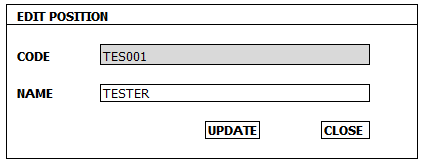 EDIT POSITION
CODE TES001
NAME TESTER
UPDATE CLOSE